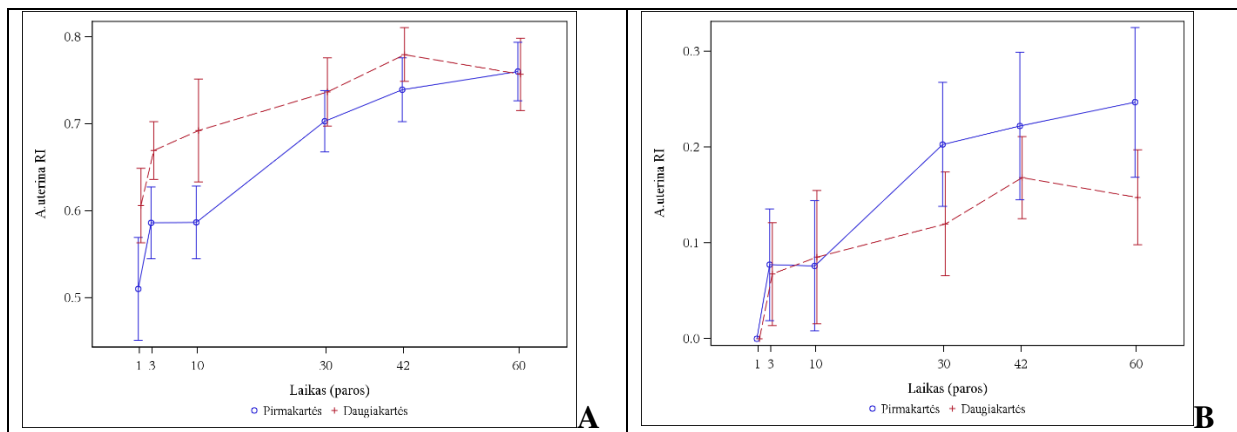 A.uterina RI
0.8
0.7
0.6
0.5
1 3 10 30 42 60
Laikas (paros)
Pirmakartės Daugiakartės
A
A.uterina RI
0.3
0.2
0.1
0.0
1 3 10 30 42 60
Laikas (paros)
Pirmakartės Daugiakartės
B